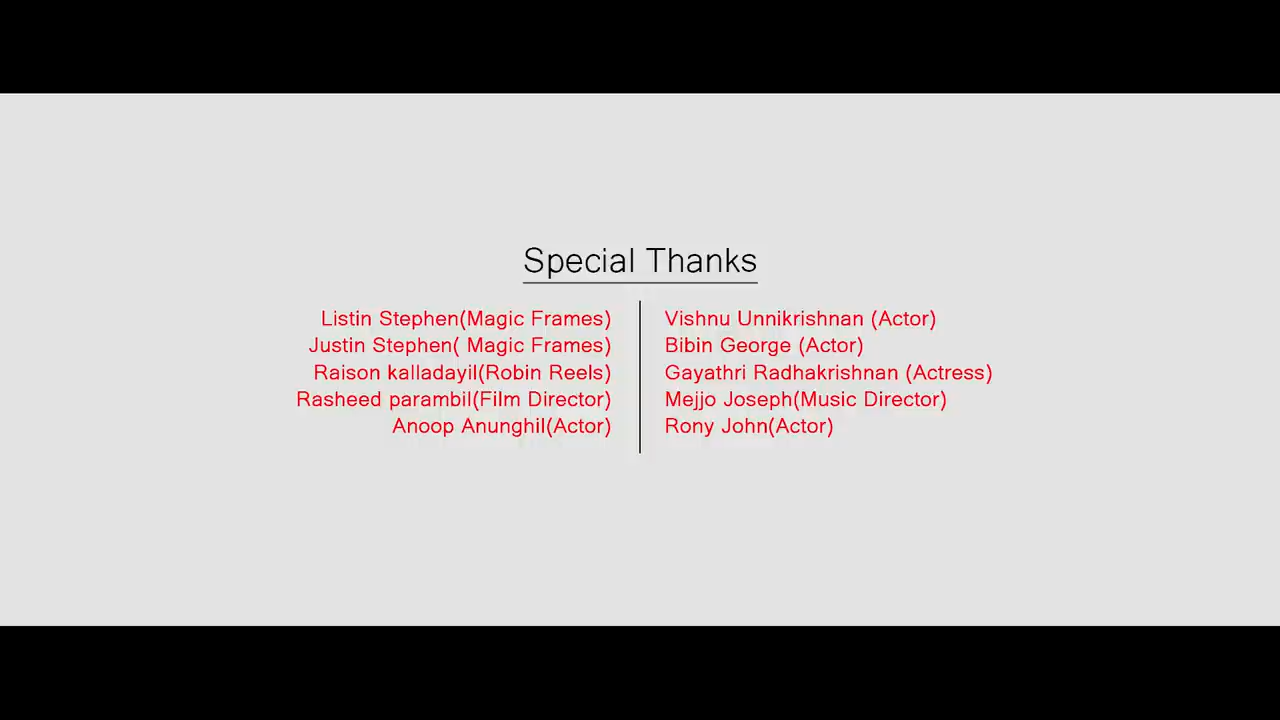 Special Thanks
Listin Stephen(Magic Frames)
Justin Stephen( Magic Frames)
Raison kalladayil(Robin Reels)
Rasheed parambil(Film Director)
Anoop Anunghil(Actor)
Vishnu Unnikrishnan (Actor)
Bibin George (Actor)
Gayathri Radhakrishnan (Actress)
Mejjo Joseph(Music Director)
Rony John(Actor)